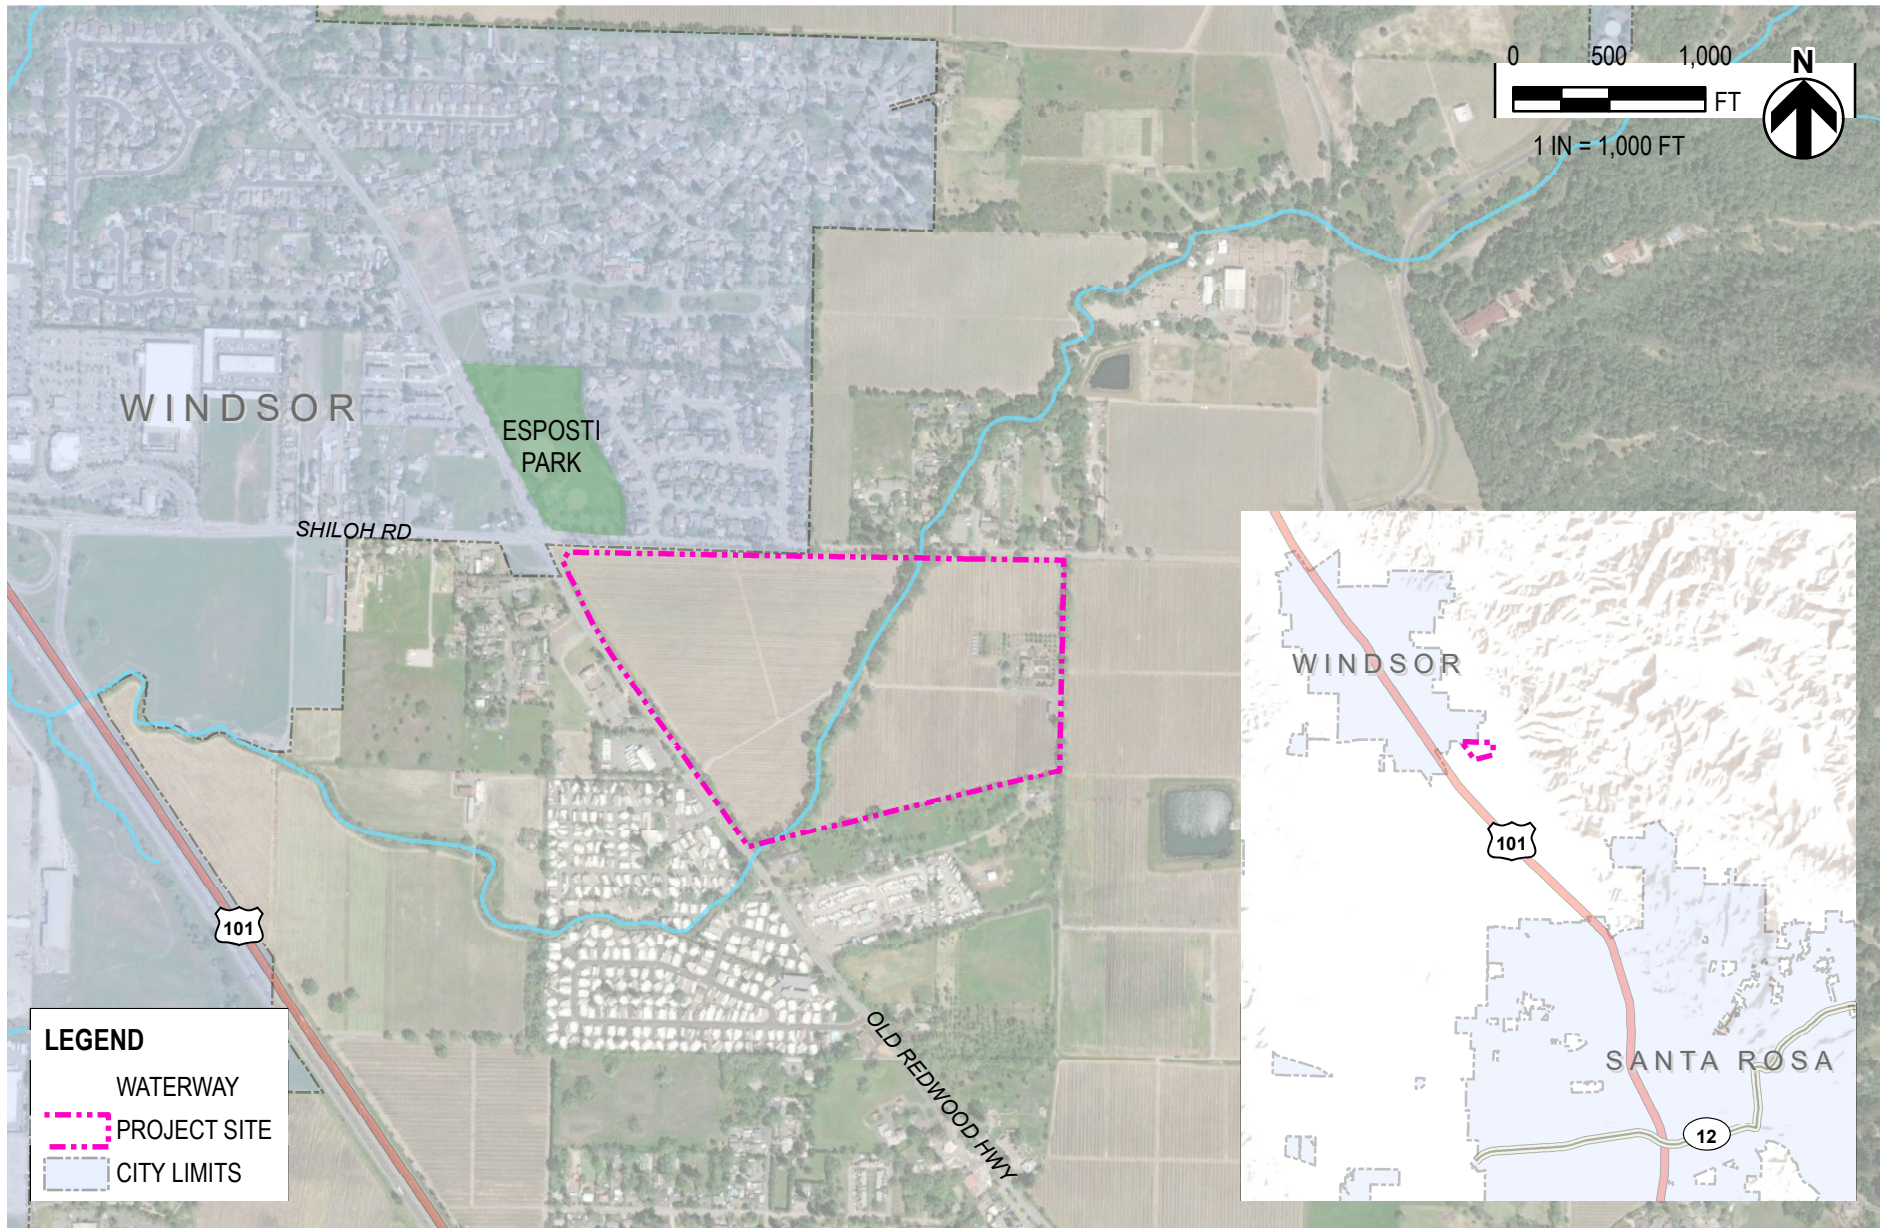 0 500 1,000
FT
1 IN = 1,000 FT
N
WINDSOR
ESPOSTI
PARK
SHILOH RD
101
OLD REDWOOD HWY
LEGEND
WATERWAY
PROJECT SITE
CITY LIMITS
WINDSOR
101
SANTA ROSA
12